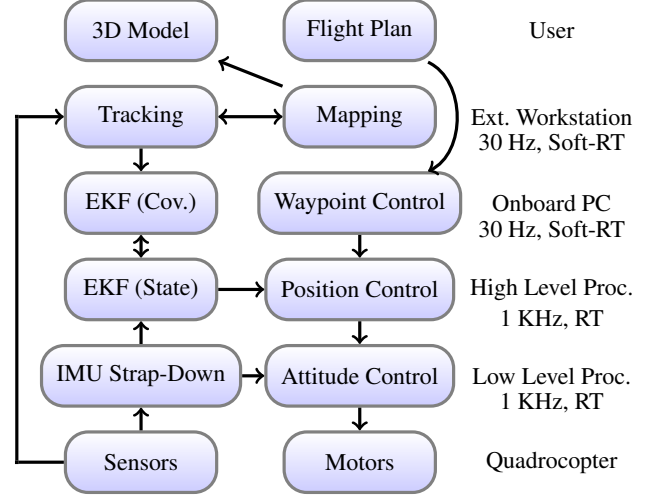 3D Model
Flight Plan
User
Tracking
Mapping
Ext. Workstation
30 Hz, Soft-RT
EKF (Cov.)
Waypoint Control
Onboard PC
30 Hz, Soft-RT
EKF (State)
Position Control
High Level Proc.
1 KHz, RT
IMU Strap-Down
Attitude Control
Low Level Proc.
1 KHz, RT
Sensors
Motors
Quadrocopter